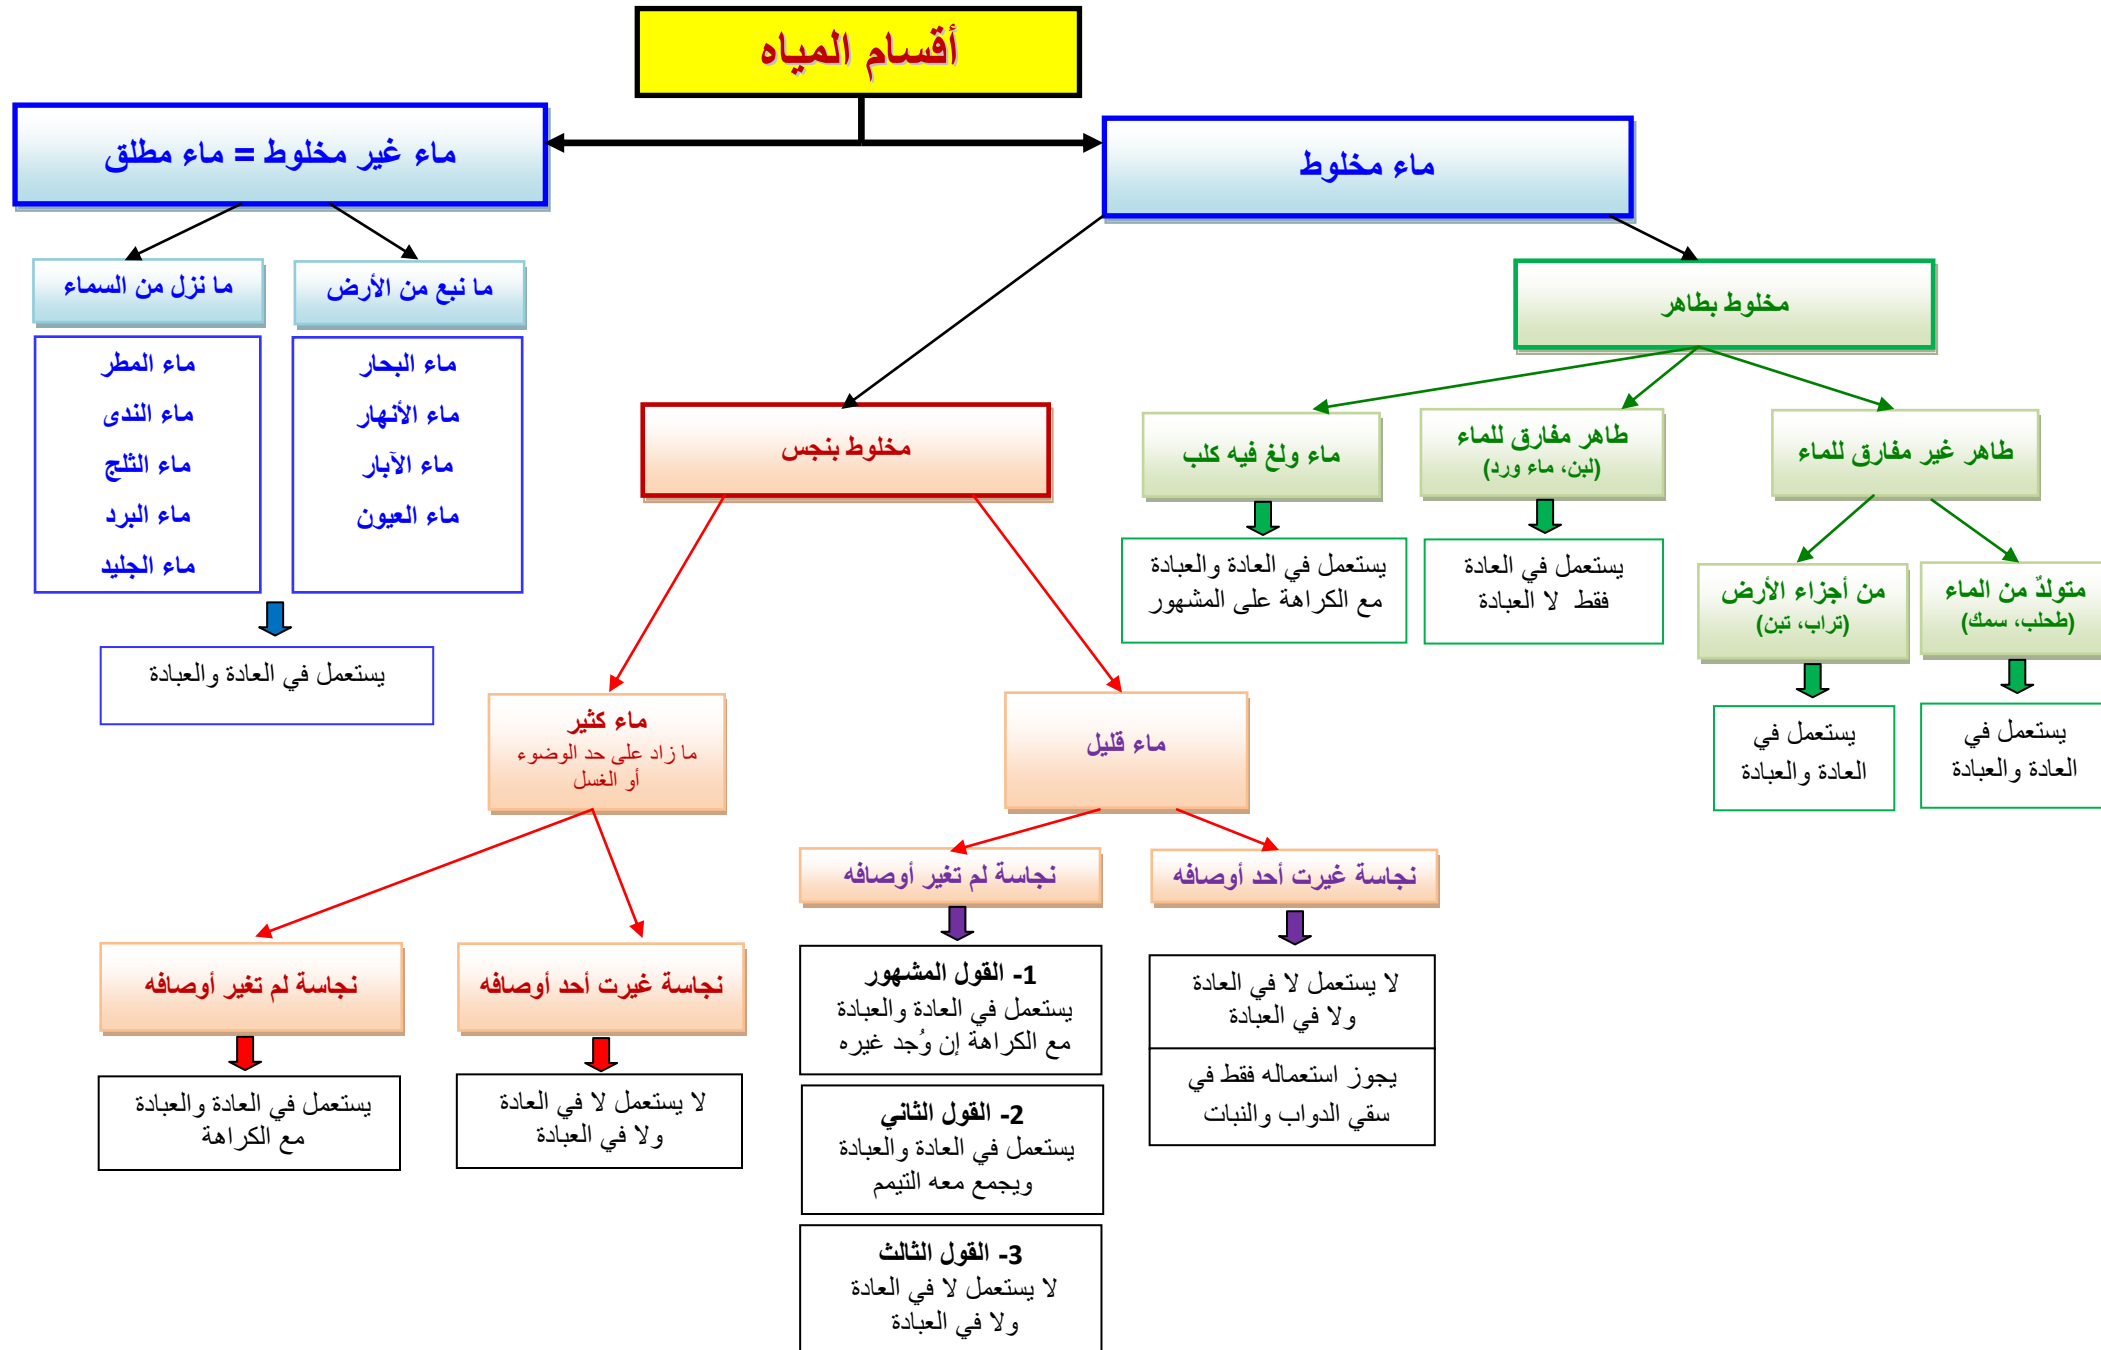 أقسام المياه
ماء مخلوط
ماء غير مخلوط = ماء مطلق
مخلوط بطاهر
طاهر غير مفارق للماء
متولدٌ من الماء
(طحلب، سمك)
يستعمل في
العادة والعبادة
من أجزاء الأرض
(تراب، تبن)
يستعمل في
العادة والعبادة
طاهر مفارق للماء
(لبن، ماء ورد)
يستعمل في العادة
فقط لا العبادة
ماء ولغ فيه كلب
يستعمل في العادة والعبادة
مع الكراهة على المشهور
مخلوط بنجس
ماء قليل
نجاسة غيرت أحد أوصافه
لا يستعمل لا في العادة
ولا في العبادة
يجوز استعماله فقط في
سقي الدواب والنبات
نجاسة لم تغير أوصافه
1- القول المشهور
يستعمل في العادة والعبادة
مع الكراهة إن وُجد غيره
2- القول الثاني
يستعمل في العادة والعبادة
ويجمع معه التيمم
3- القول الثالث
لا يستعمل لا في العادة
ولا في العبادة
ماء كثير
ما زاد على حد الوضوء
أو الغسل
نجاسة غيرت أحد أوصافه
لا يستعمل لا في العادة
ولا في العبادة
نجاسة لم تغير أوصافه
يستعمل في العادة والعبادة
مع الكراهة
ما نبع من الأرض
ماء البحار
ماء الأنهار
ماء الآبار
ماء العيون
ما نزل من السماء
ماء المطر
ماء الندى
ماء الثلج
ماء البرد
ماء الجليد
يستعمل في العادة والعبادة